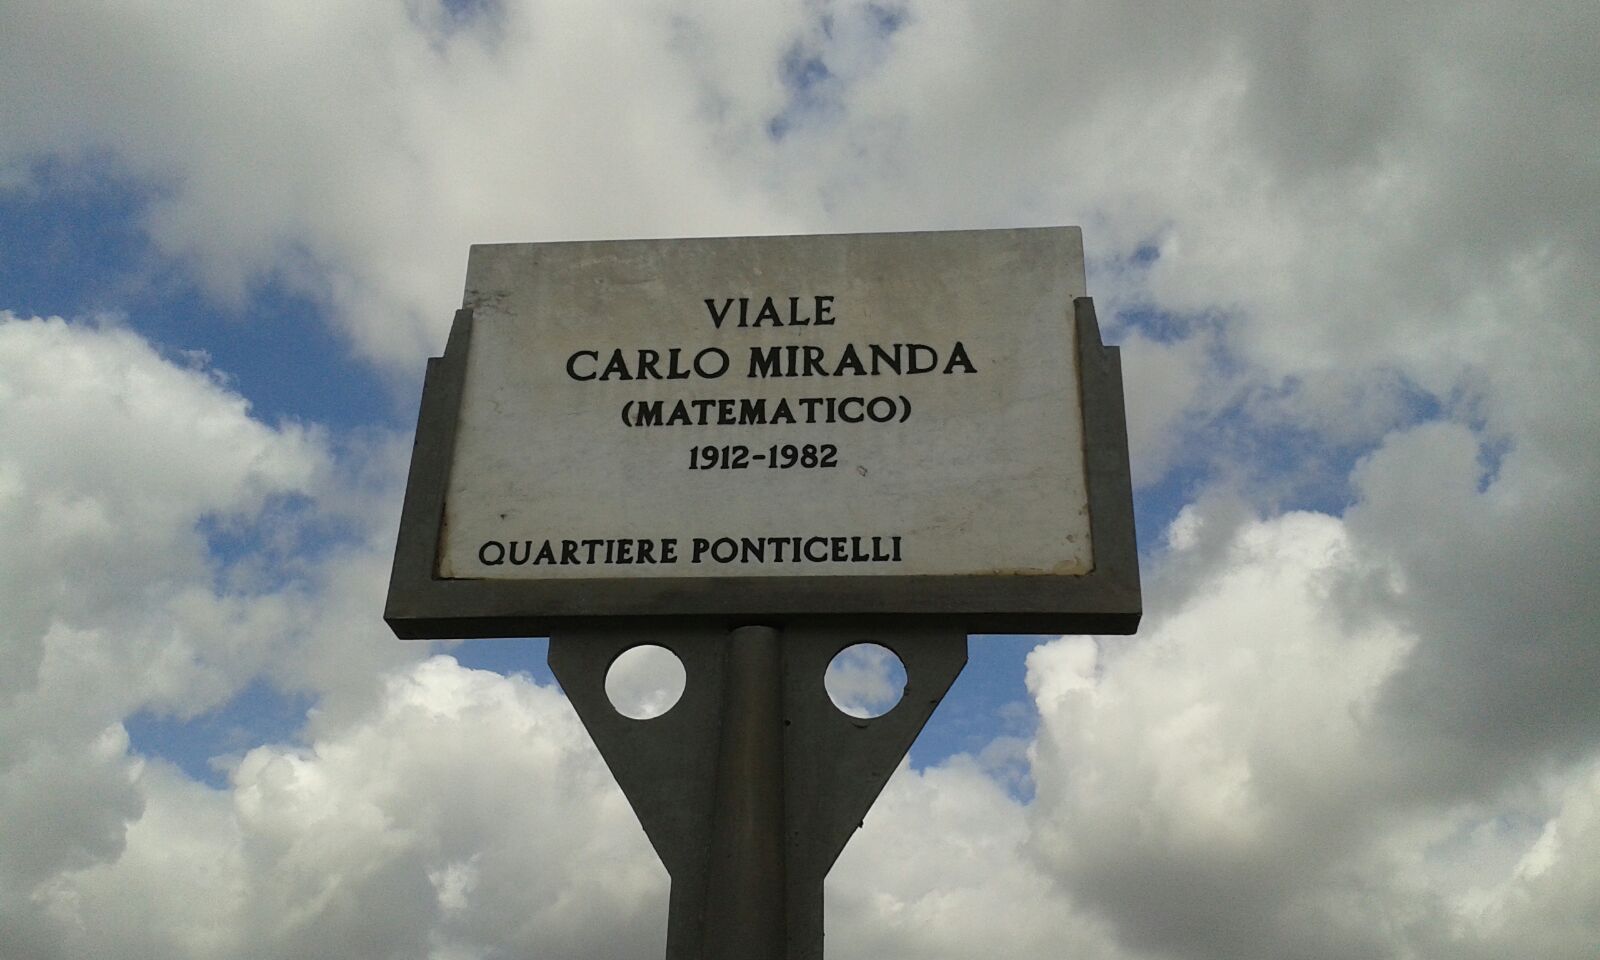 VIALE
CARLO MIRANDA
(MATEMATICO)
1912-1982
QUARTIERE PONTICELLI